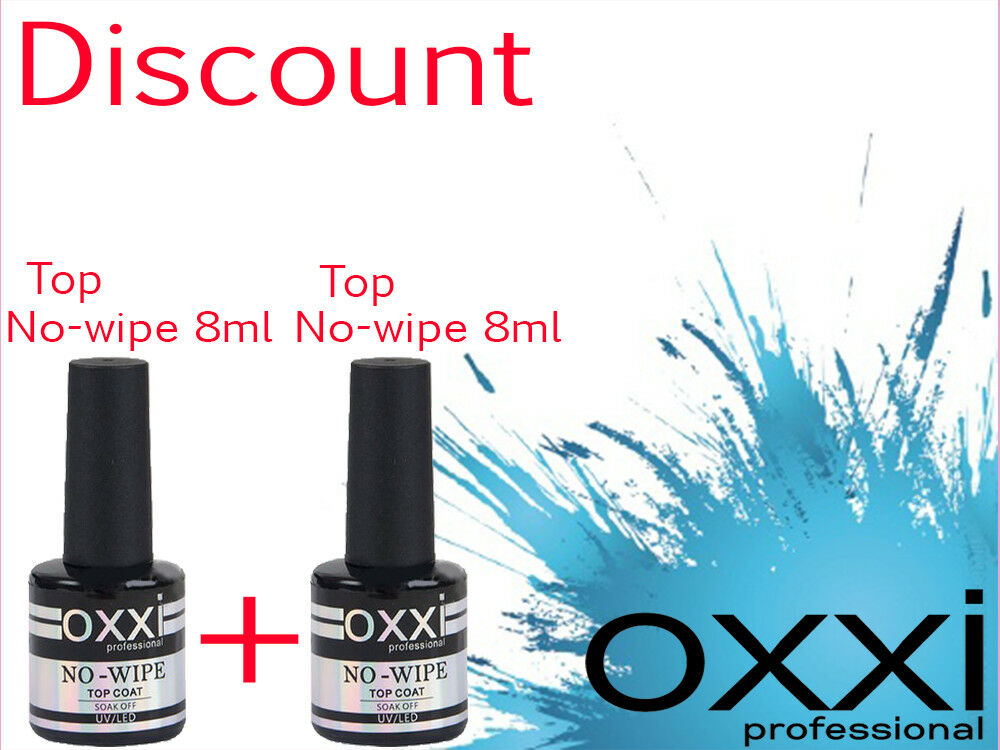 Discount
Top
No-wipe 8ml
Top
No-wipe 8ml
oxxi
professional
NO-WIPE
TOP COAT
SOAK OFF
UV/LED
+
oxxi
professional
NO-WIPE
TOP COAT
SOAK OFF
UV/LED
oxxi
professional